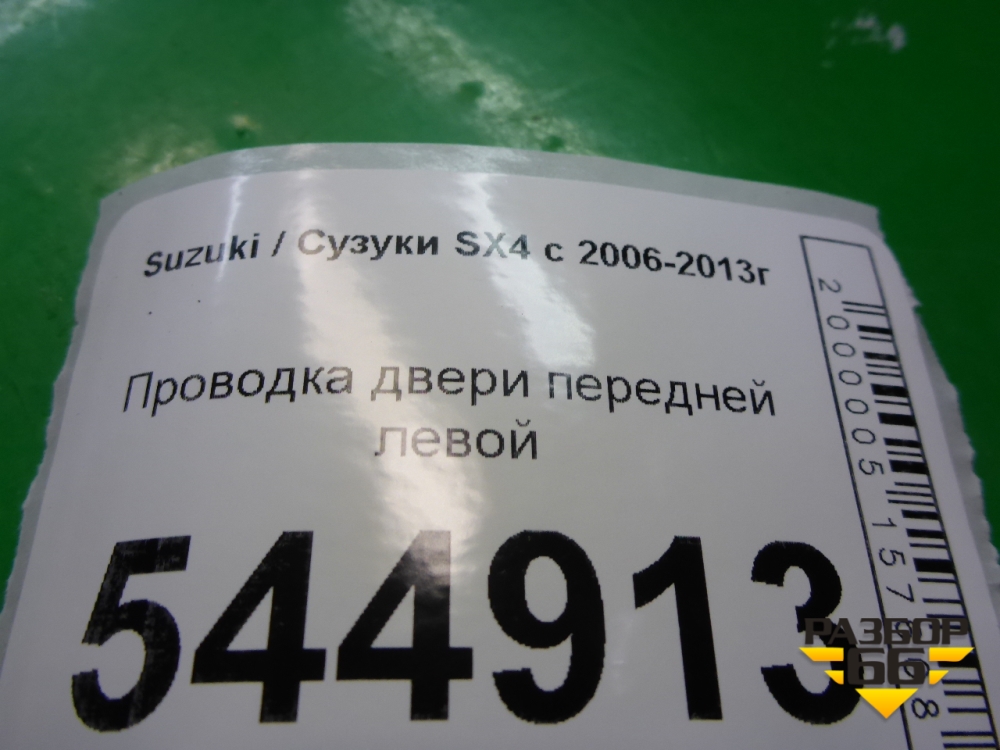 Suzuki / Сузуки SX4 с 2006-2013г
Проводка двери передней
левой
544913
2000005157
РАЗБОР
66